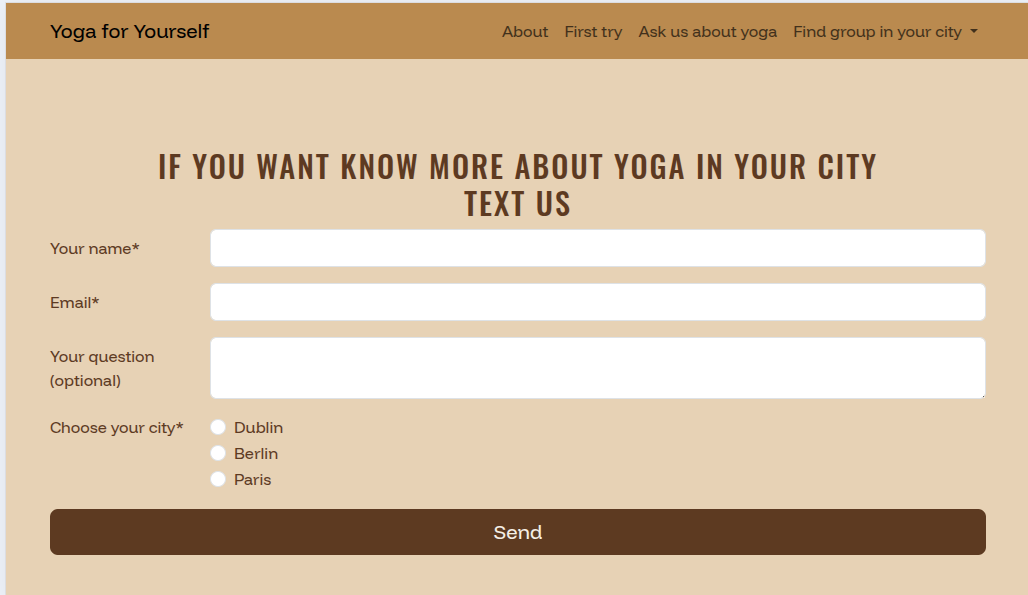 Yoga for Yourself
About First try Ask us about yoga Find group in your city
IF YOU WANT KNOW MORE ABOUT YOGA IN YOUR CITY
TEXT US
Your name*
Email*
Your question
(optional)
Choose your city*
Dublin
Berlin
Paris
Send